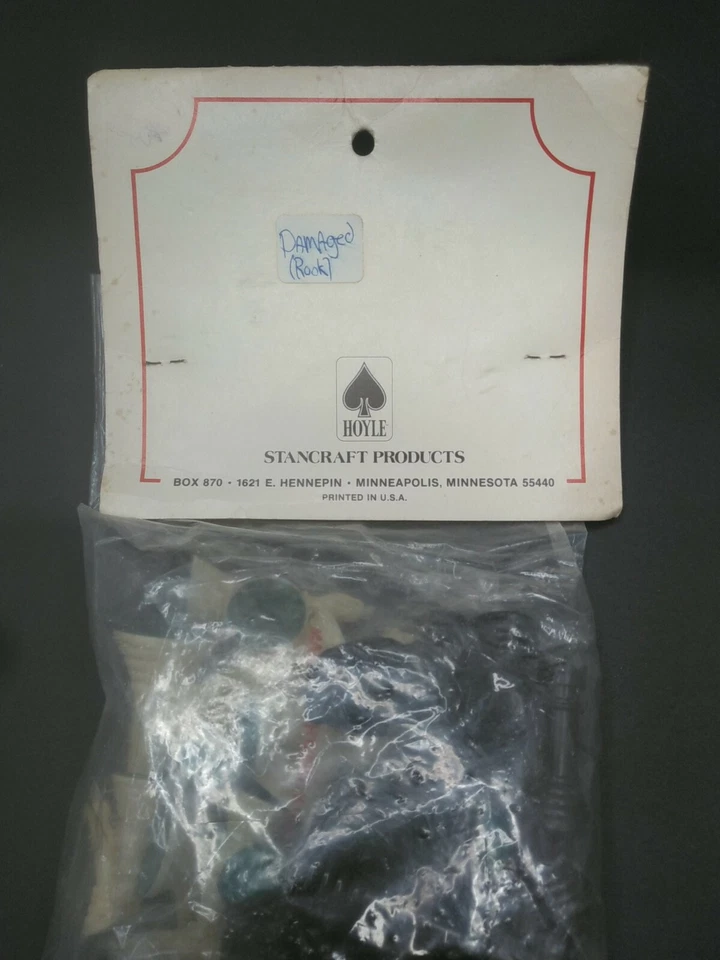 DAMAged
(Rook)
HOYLE
STANCRAFT PRODUCTS
BOX 870 • 1621 E. HENNEPIN • MINNEAPOLIS, MINNESOTA 55440
PRINTED IN U.S.A.